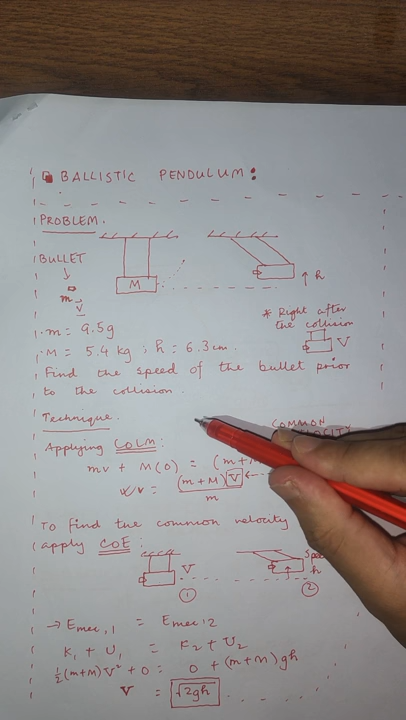 BALLISTIC PENDULUM:
PROBLEM.
BULLET
M
h
m
v
* Right after
the collision
V
. m = 9.5g
. M = 5.4 kg ; h = 6.3 cm.
Find the speed of the bullet prior
to the collision.
Technique.
COMMON
Applying COLM:
mv + M(0) = (m+M
v = (m+M) V
m
To find the common velocity
apply COE:
V
①
h
②
→ Emec,1 = Emec,2
K1 + U1 = K2 + U2
½(m+M)V² + 0 = 0 + (m+M)gh
V = √2gh